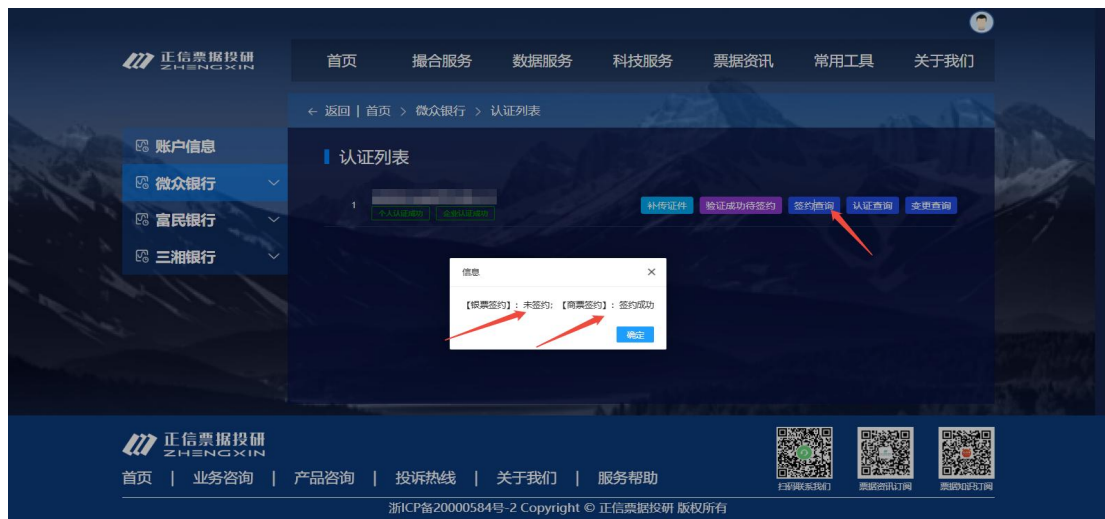 正信票据投研
ZHENGXIN
首页 撮合服务 数据服务 科技服务 票据资讯 常用工具 关于我们
← 返回 | 首页 > 微众银行 > 认证列表
账户信息
微众银行
富民银行
三湘银行
认证列表
1
个人认证成功 企业认证成功
补传证件 验证成功待签约 签约查询 认证查询 变更查询
信息
【银票签约】: 未签约; 【商票签约】: 签约成功
确定
正信票据投研
ZHENGXIN
首页 | 业务咨询 | 产品咨询 | 投诉热线 | 关于我们 | 服务帮助
扫码联系我们 票据资讯订阅 票据知识订阅
浙ICP备20000584号-2 Copyright © 正信票据投研 版权所有